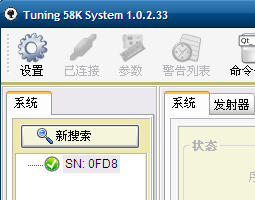 Tuning 58K System 1.0.2.33
Qt
设置 已连接 参数 警告列表 命令
系统 系统 发射器
新搜索 状态
SN: 0FD8 序